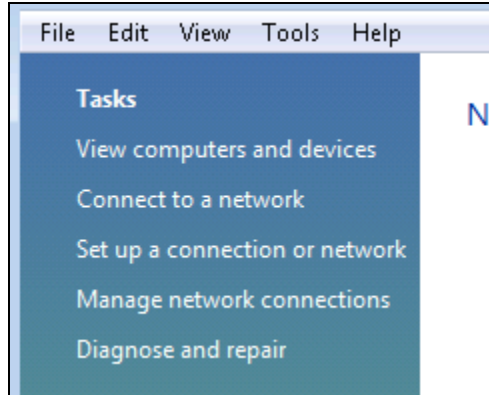 File Edit View Tools Help
Tasks
N
View computers and devices
Connect to a network
Set up a connection or network
Manage network connections
Diagnose and repair